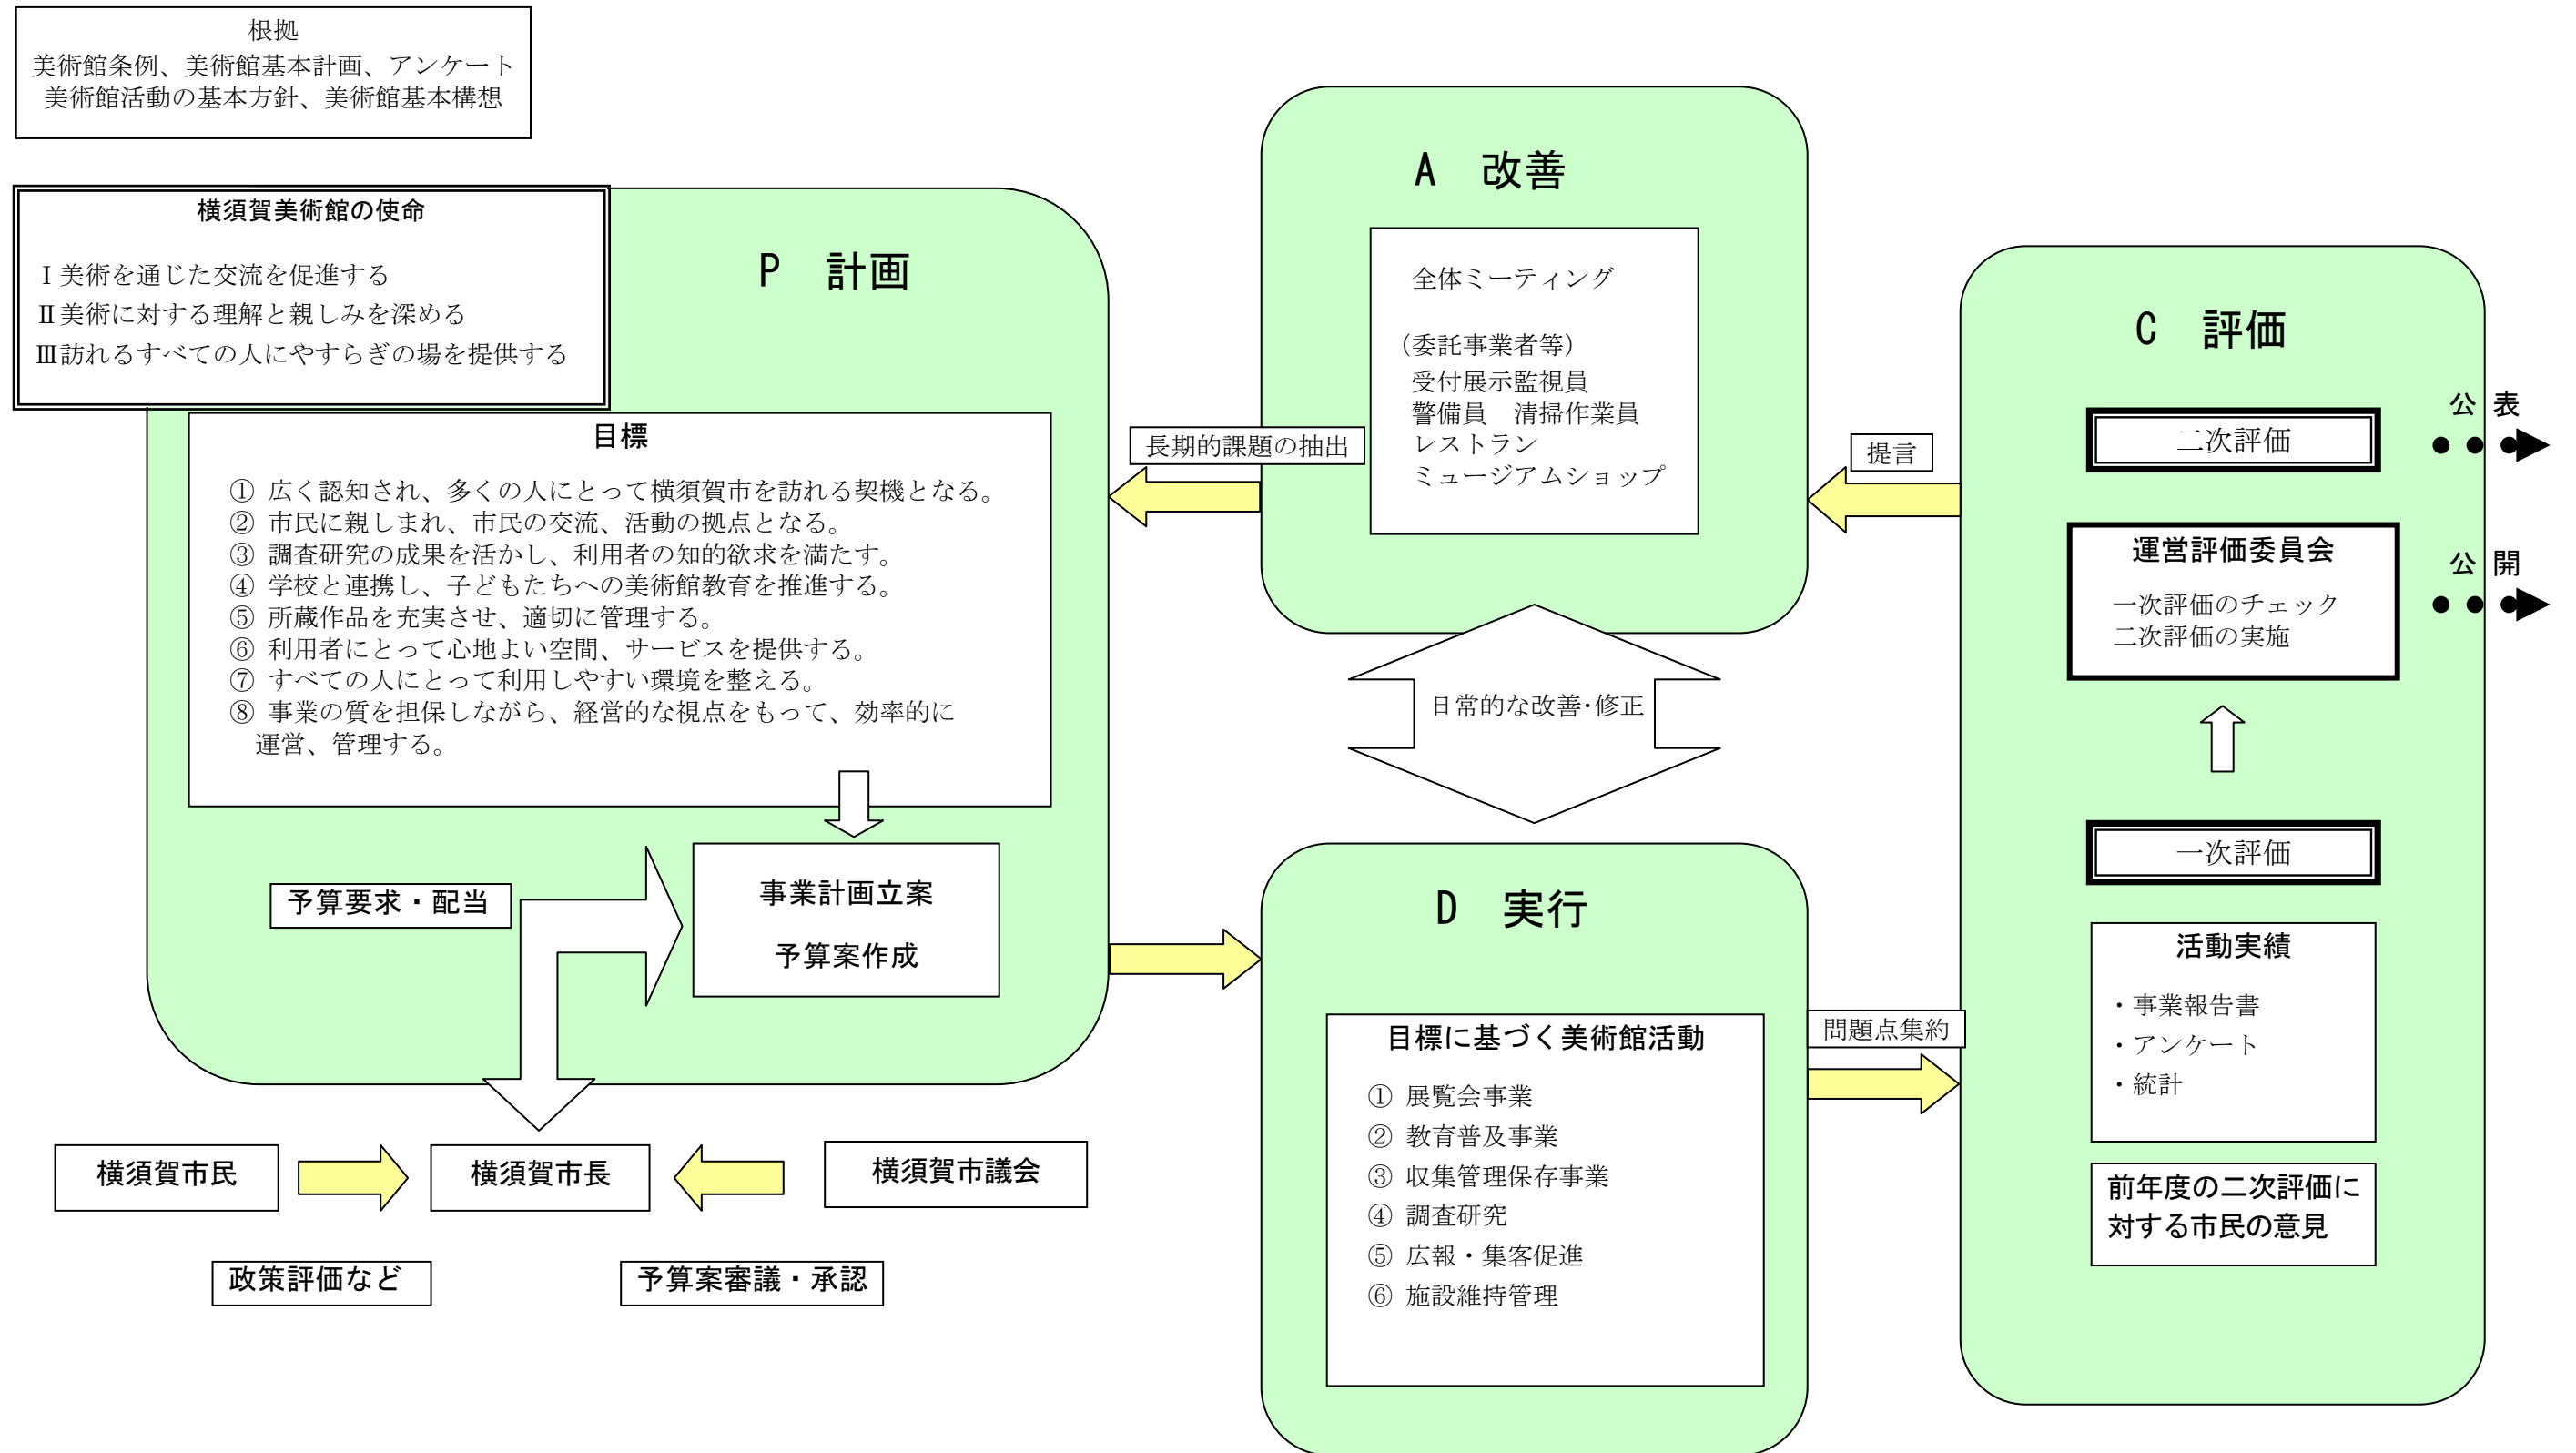 根拠
美術館条例、美術館基本計画、アンケート
美術館活動の基本方針、美術館基本構想
横須賀美術館の使命
Ⅰ美術を通じた交流を促進する
Ⅱ美術に対する理解と親しみを深める
Ⅲ訪れるすべての人にやすらぎの場を提供する
P 計画
目標
① 広く認知され、多くの人にとって横須賀市を訪れる契機となる。
② 市民に親しまれ、市民の交流、活動の拠点となる。
③ 調査研究の成果を活かし、利用者の知的欲求を満たす。
④ 学校と連携し、子どもたちへの美術館教育を推進する。
⑤ 所蔵作品を充実させ、適切に管理する。
⑥ 利用者にとって心地よい空間、サービスを提供する。
⑦ すべての人にとって利用しやすい環境を整える。
⑧ 事業の質を担保しながら、経営的な視点をもって、効率的に
運営、管理する。
予算要求・配当
事業計画立案
予算案作成
横須賀市民
横須賀市長
横須賀市議会
政策評価など
予算案審議・承認
長期的課題の抽出
A 改善
全体ミーティング
(委託事業者等)
受付展示監視員
警備員 清掃作業員
レストラン
ミュージアムショップ
日常的な改善・修正
D 実行
目標に基づく美術館活動
① 展覧会事業
② 教育普及事業
③ 収集管理保存事業
④ 調査研究
⑤ 広報・集客促進
⑥ 施設維持管理
提言
問題点集約
C 評価
二次評価
公表
運営評価委員会
一次評価のチェック
二次評価の実施
公開
一次評価
活動実績
・事業報告書
・アンケート
・統計
前年度の二次評価に
対する市民の意見